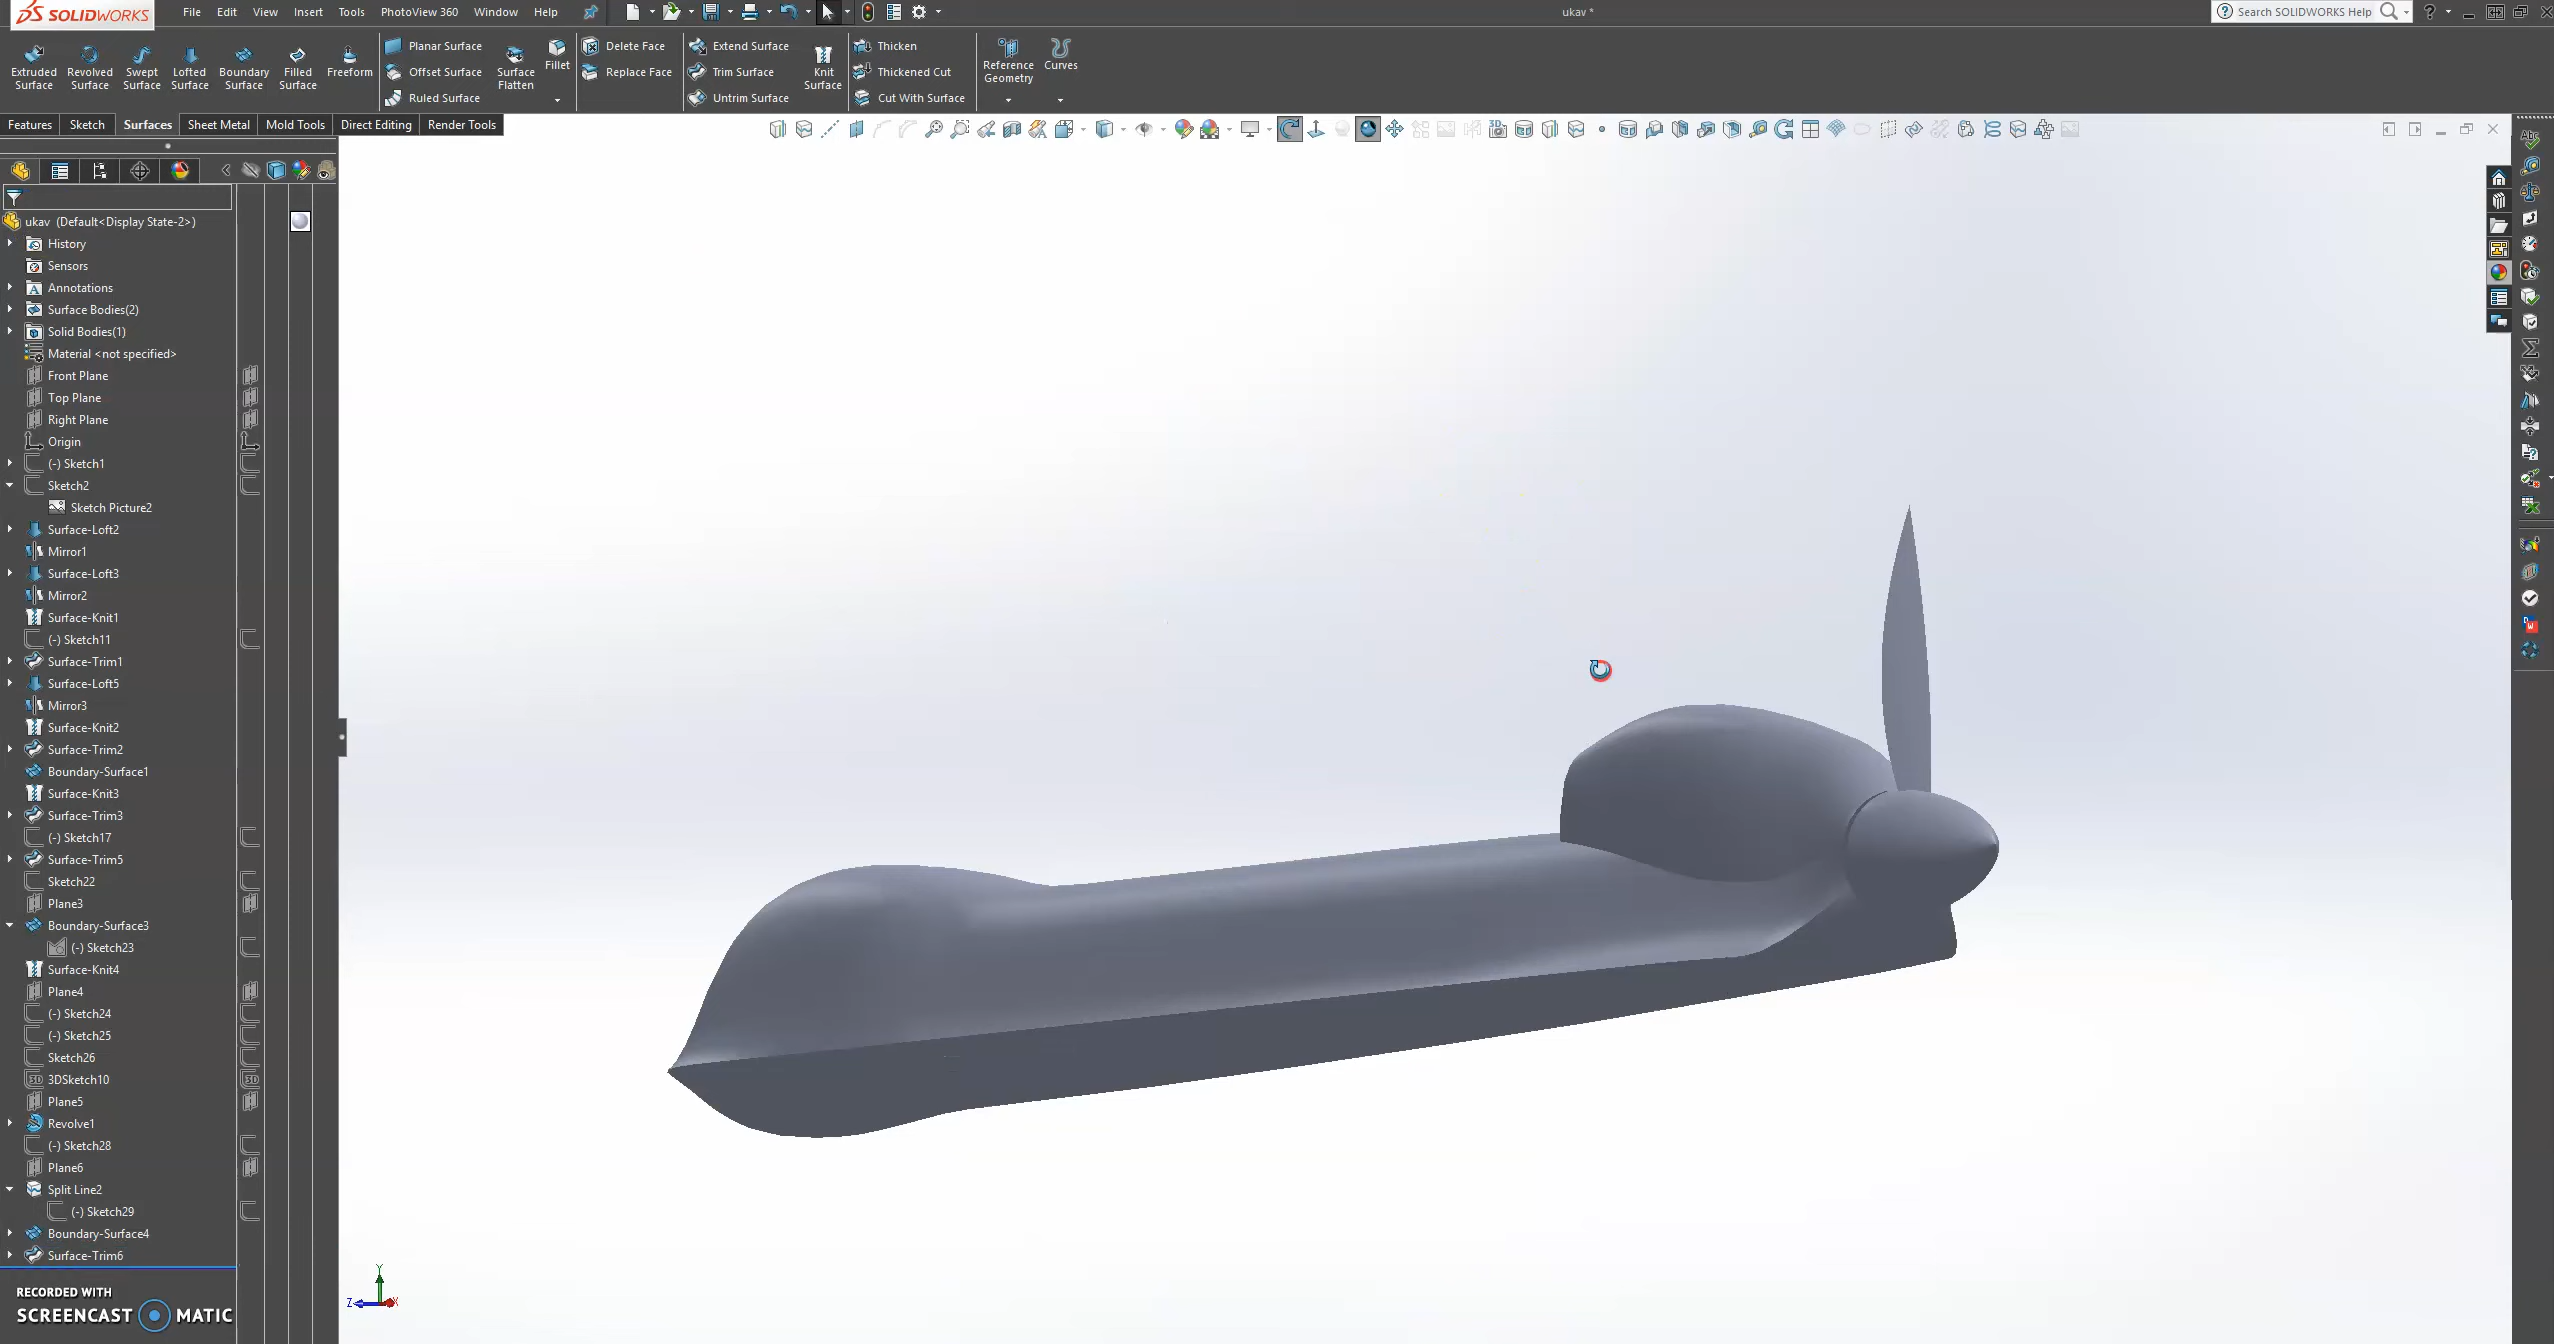 SOLIDWORKS
File Edit View Insert Tools PhotoView 360 Window Help
ukav *
Search SOLIDWORKS Help
Extruded Surface
Revolved Surface
Swept Surface
Lofted Surface
Boundary Surface
Filled Surface
Freeform
Planar Surface
Offset Surface
Ruled Surface
Surface Flatten
Fillet
Delete Face
Replace Face
Extend Surface
Trim Surface
Untrim Surface
Knit Surface
Thicken
Thickened Cut
Cut With Surface
Reference Geometry
Curves
Features Sketch Surfaces Sheet Metal Mold Tools Direct Editing Render Tools
ukav (Default<Display State-2>)
History
Sensors
Annotations
Surface Bodies(2)
Solid Bodies(1)
Material <not specified>
Front Plane
Top Plane
Right Plane
Origin
(-) Sketch1
Sketch2
Sketch Picture2
Surface-Loft2
Mirror1
Surface-Loft3
Mirror2
Surface-Knit1
(-) Sketch11
Surface-Trim1
Surface-Loft5
Mirror3
Surface-Knit2
Surface-Trim2
Boundary-Surface1
Surface-Knit3
Surface-Trim3
(-) Sketch17
Surface-Trim5
Sketch22
Plane3
Boundary-Surface3
(-) Sketch23
Surface-Knit4
Plane4
(-) Sketch24
(-) Sketch25
Sketch26
3DSketch10
Plane5
Revolve1
(-) Sketch28
Plane6
Split Line2
(-) Sketch29
Boundary-Surface4
Surface-Trim6
RECORDED WITH
SCREENCAST MATIC
Y
Z X